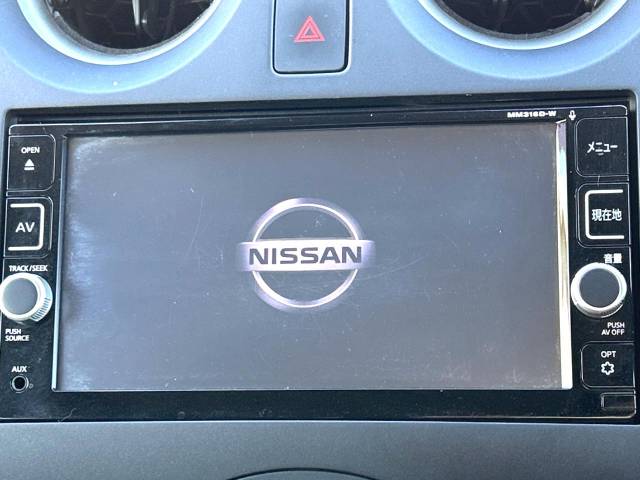 MM316D-W
OPEN
メニュー
AV
現在地
NISSAN
TRACK/SEEK
音量
PUSH
SOURCE
PUSH
AV OFF
AUX
OPT